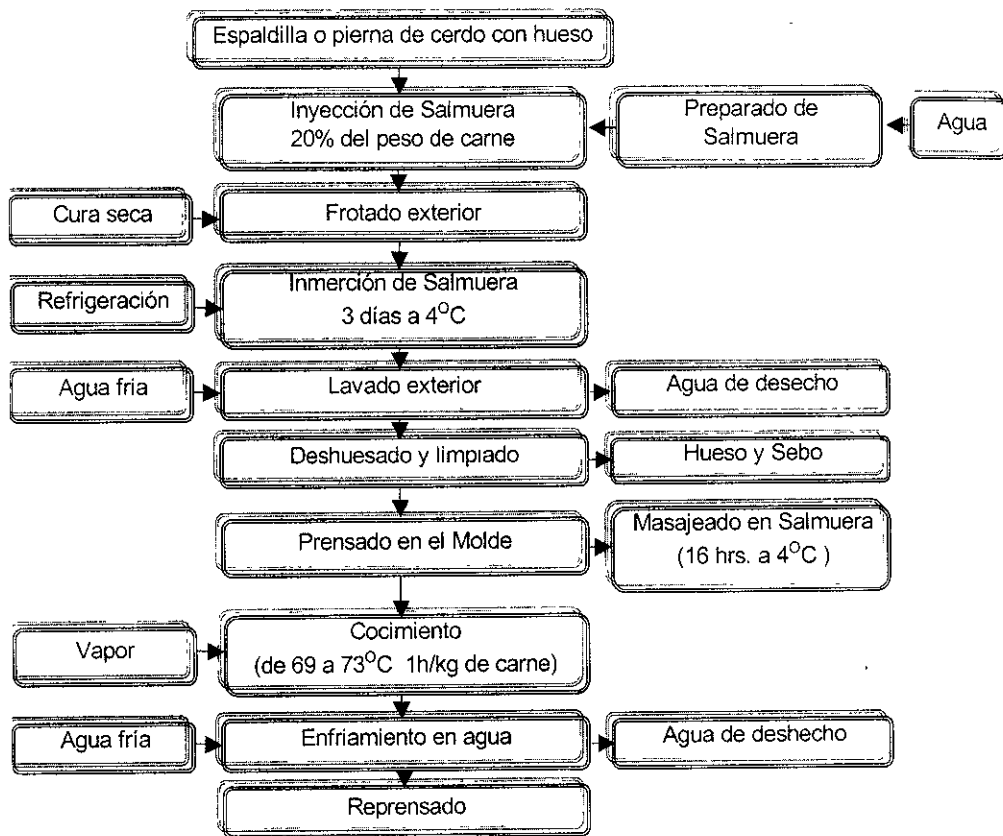 Espaldilla o pierna de cerdo con hueso
Inyección de Salmuera
20% del peso de carne
Preparado de
Salmuera
Agua
Cura seca
Frotado exterior
Refrigeración
Inmerción de Salmuera
3 días a 4°C
Agua fría
Lavado exterior
Agua de desecho
Deshuesado y limpiado
Hueso y Sebo
Prensado en el Molde
Masajeado en Salmuera
(16 hrs. a 4°C )
Vapor
Cocimiento
(de 69 a 73°C 1h/kg de carne)
Agua fría
Enfriamiento en agua
Agua de deshecho
Reprensado